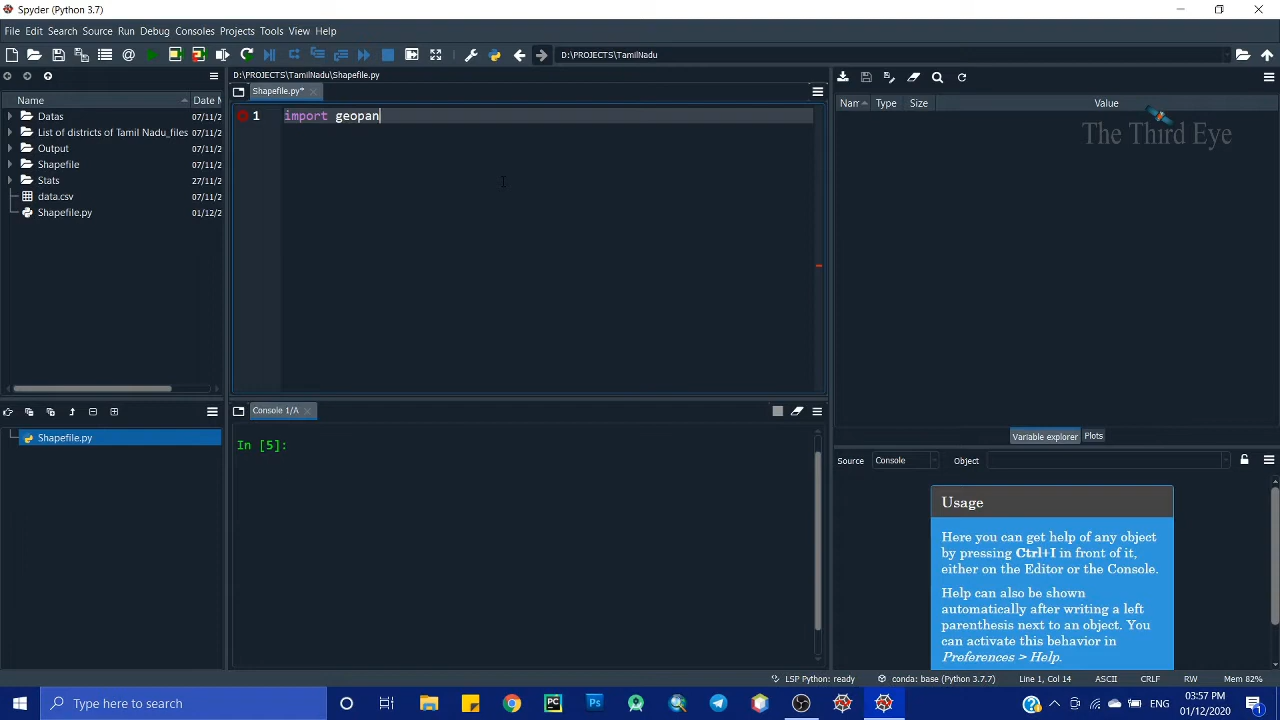 Spyder (Python 3.7)
File Edit Search Source Run Debug Consoles Projects Tools View Help
D:\PROJECTS\TamilNadu
D:\PROJECTS\TamilNadu\Shapefile.py
Shapefile.py*
1 import geopan
Name Date M
Datas 07/11/2
List of districts of Tamil Nadu_files 07/11/2
Output 07/11/2
Shapefile 07/11/2
Stats 27/11/2
data.csv 07/11/2
Shapefile.py 01/12/2
Shapefile.py
Console 1/A
In [5]:
Nam Type Size Value
The Third Eye
Variable explorer Plots
Source Console Object
Usage
Here you can get help of any object
by pressing Ctrl+I in front of it,
either on the Editor or the Console.
Help can also be shown
automatically after writing a left
parenthesis next to an object. You
can activate this behavior in
Preferences > Help.
LSP Python: ready conda: base (Python 3.7.7) Line 1, Col 14 ASCII CRLF RW Mem 82%
Type here to search
PC
Ps
ENG
03:57 PM
01/12/2020
1